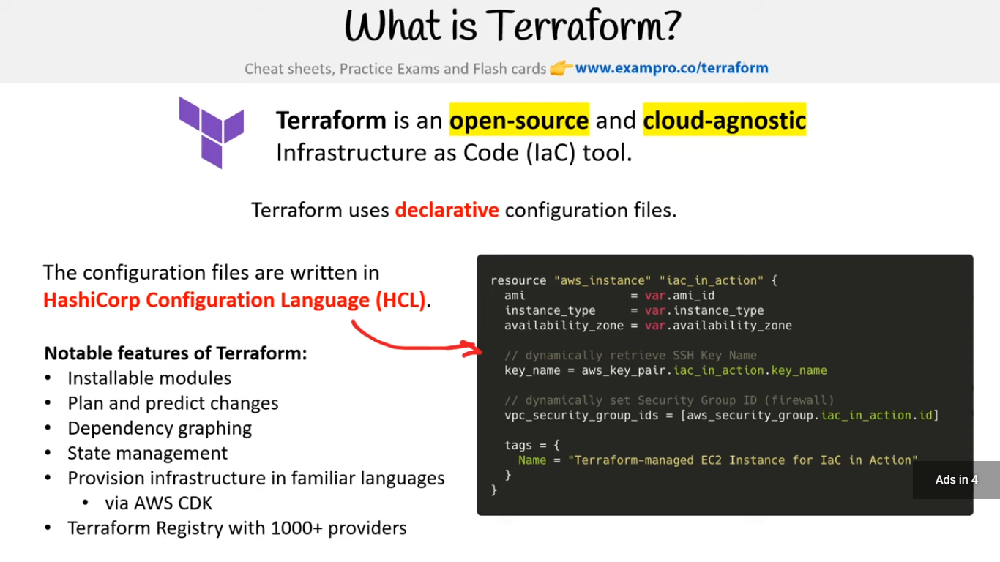 What is Terraform?
Cheat sheets, Practice Exams and Flash cards 👉 www.exampro.co/terraform
Terraform is an open-source and cloud-agnostic
Infrastructure as Code (IaC) tool.
Terraform uses declarative configuration files.
The configuration files are written in
HashiCorp Configuration Language (HCL).
Notable features of Terraform:
• Installable modules
• Plan and predict changes
• Dependency graphing
• State management
• Provision infrastructure in familiar languages
• via AWS CDK
• Terraform Registry with 1000+ providers
resource "aws_instance" "iac_in_action" {
  ami               = var.ami_id
  instance_type     = var.instance_type
  availability_zone = var.availability_zone
  // dynamically retrieve SSH Key Name
  key_name = aws_key_pair.iac_in_action.key_name
  // dynamically set Security Group ID (firewall)
  vpc_security_group_ids = [aws_security_group.iac_in_action.id]
  tags = {
    Name = "Terraform-managed EC2 Instance for IaC in Action"
  }
}
Ads in 4